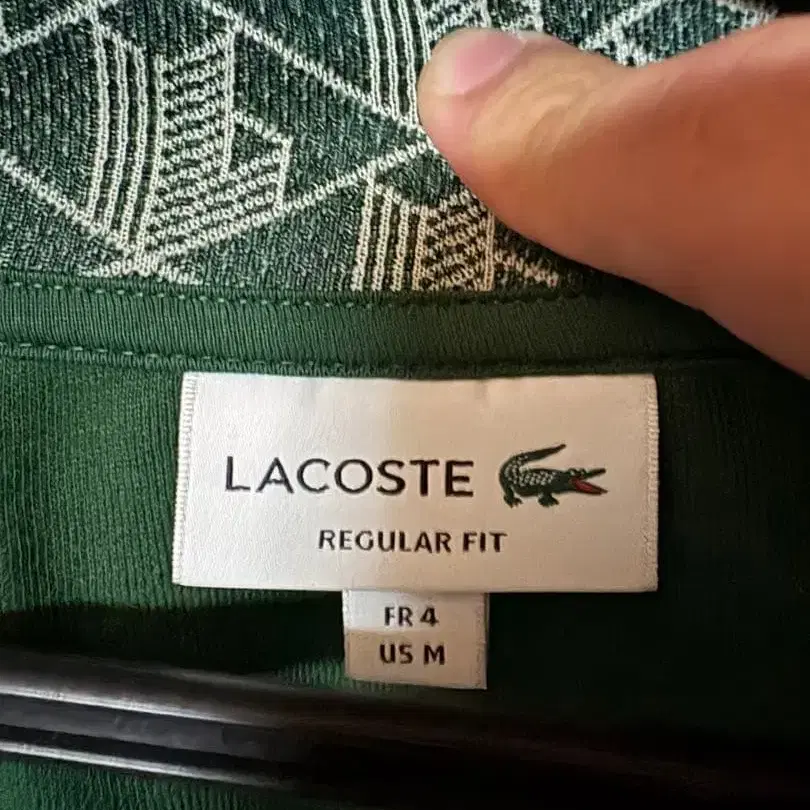 LACOSTE
REGULAR FIT
FR 4
US M